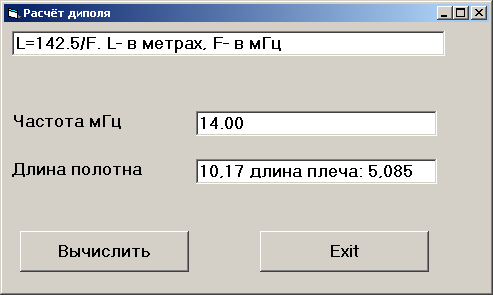 Расчёт диполя
L=142.5/F. L- в метрах, F- в мГц
Частота мГц 14.00
Длина полотна 10,17 длина плеча: 5,085
Вычислить Exit